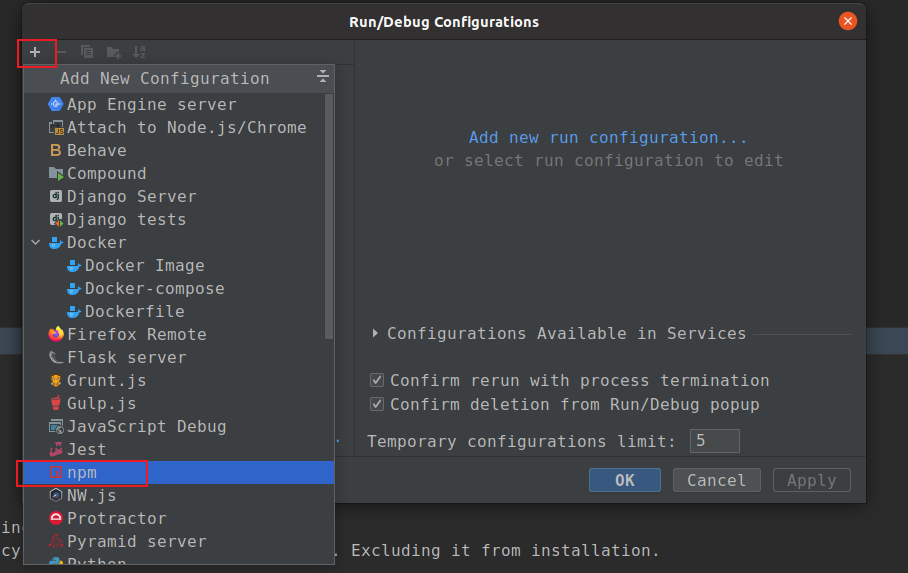 Run/Debug Configurations
Add New Configuration
App Engine server
Attach to Node.js/Chrome
Behave
Compound
Django Server
Django tests
Docker
Docker Image
Docker-compose
Dockerfile
Firefox Remote
Flask server
Grunt.js
Gulp.js
JavaScript Debug
Jest
npm
NW.js
Protractor
Pyramid server
Python
Add new run configuration...
or select run configuration to edit
Configurations Available in Services
Confirm rerun with process termination
Confirm deletion from Run/Debug popup
Temporary configurations limit: 5
OK
Cancel
Apply
. Excluding it from installation.